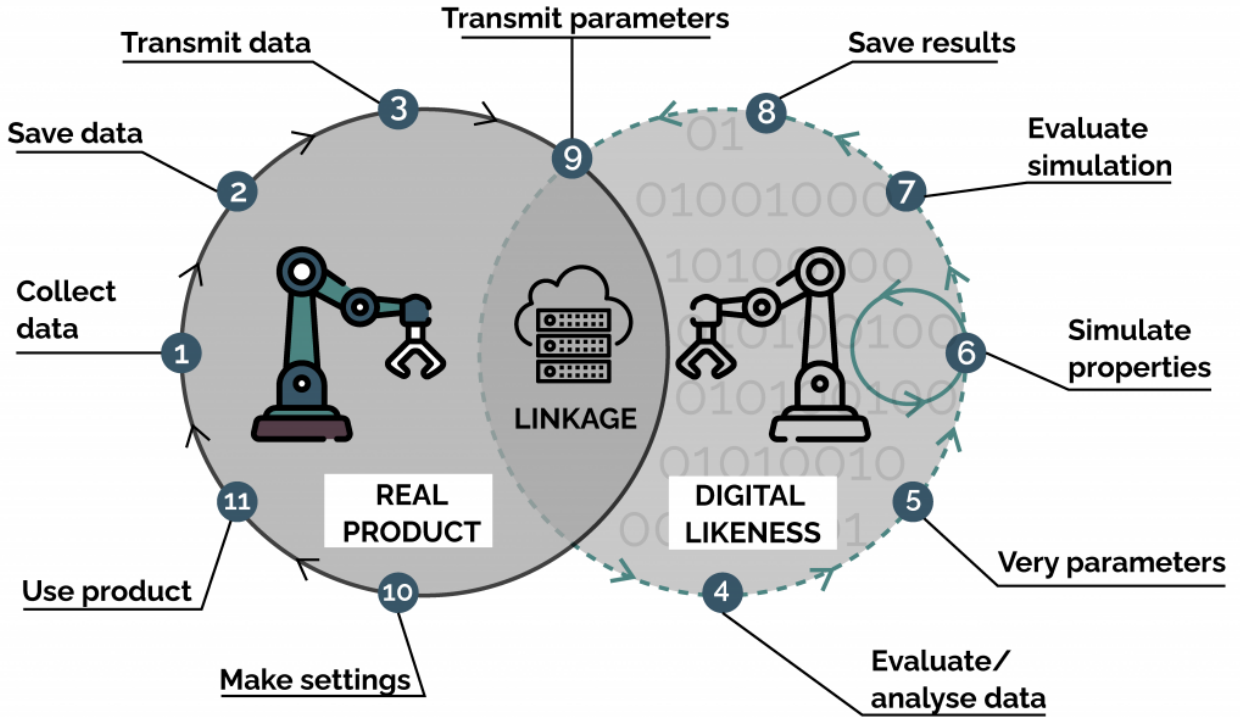 Transmit parameters
Transmit data
Save results
3
8
01
Save data
Evaluate
simulation
9
2
7
01001000
Collect
data
1
LINKAGE
6
Simulate
properties
01010010
11
REAL
PRODUCT
DIGITAL
LIKENESS
5
Use product
10
4
Very parameters
Make settings
Evaluate/
analyse data